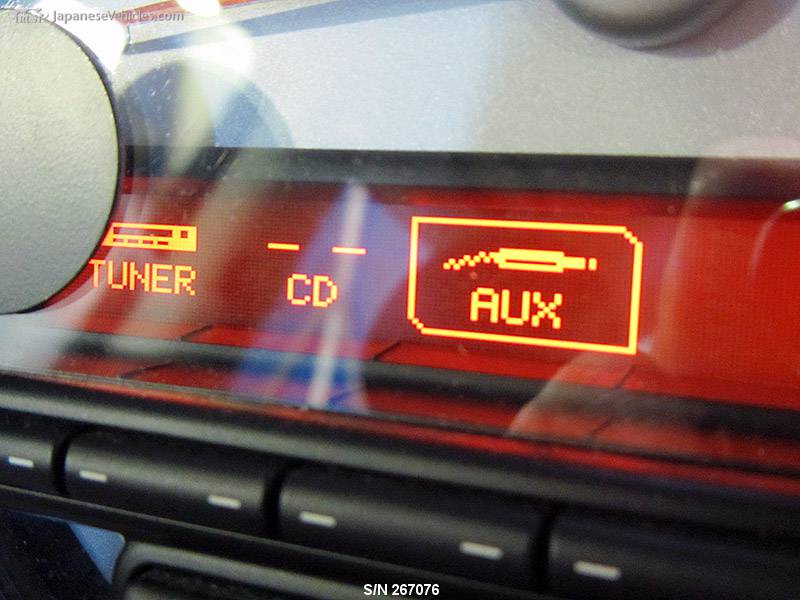 JapaneseVehicles.com
TUNER
-- CD
AUX
S/N 267076